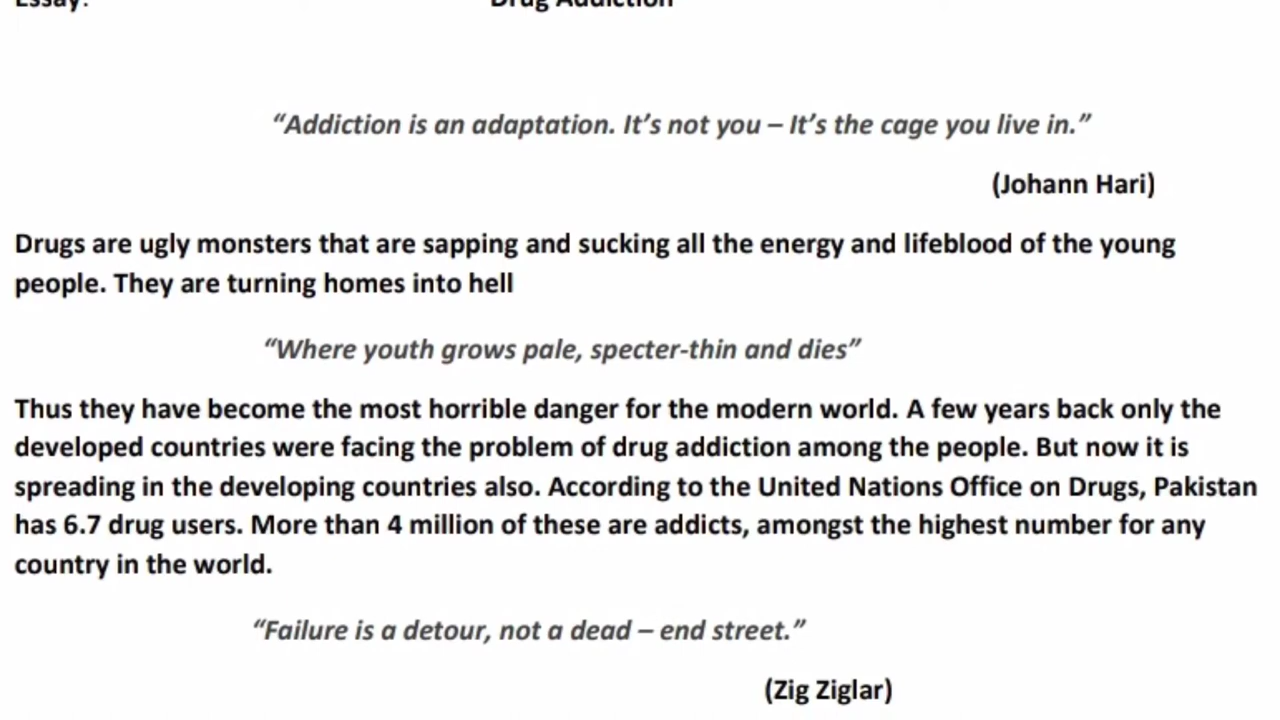 Essay: Drug Addiction
“Addiction is an adaptation. It’s not you – It’s the cage you live in.”
(Johann Hari)
Drugs are ugly monsters that are sapping and sucking all the energy and lifeblood of the young
people. They are turning homes into hell
“Where youth grows pale, specter-thin and dies”
Thus they have become the most horrible danger for the modern world. A few years back only the
developed countries were facing the problem of drug addiction among the people. But now it is
spreading in the developing countries also. According to the United Nations Office on Drugs, Pakistan
has 6.7 drug users. More than 4 million of these are addicts, amongst the highest number for any
country in the world.
“Failure is a detour, not a dead – end street.”
(Zig Ziglar)